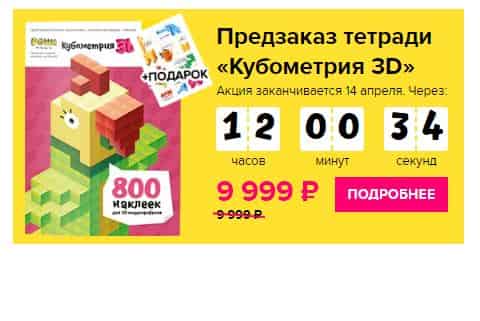 Предзаказ тетради
«Кубометрия 3D»
Акция заканчивается 14 апреля. Через:
12 00 34
часов минут секунд
9 999 ₽
9 999 ₽
ПОДРОБНЕЕ
Кубометрия 3D
+ПОДАРОК
800
наклеек